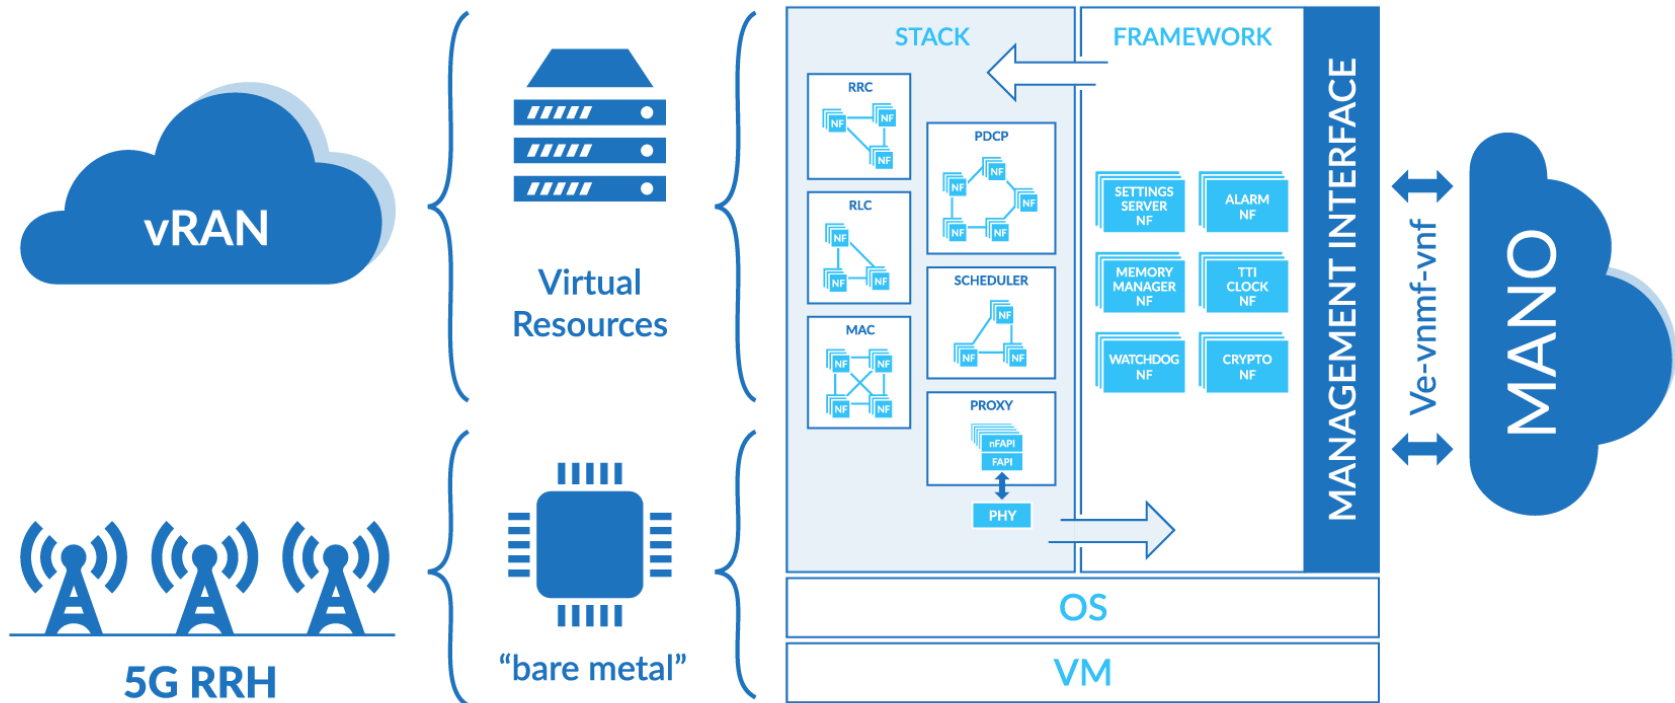 vRAN
5G RRH
Virtual
Resources
“bare metal”
STACK
RRC
NF
NF
NF
RLC
NF
NF
NF
MAC
NF
NF
NF
NF
PDCP
NF
NF
NF
NF
NF
SCHEDULER
NF
NF
NF
PROXY
nFAPI
FAPI
PHY
FRAMEWORK
SETTINGS
SERVER
NF
ALARM
NF
MEMORY
MANAGER
NF
TTI
CLOCK
NF
WATCHDOG
NF
CRYPTO
NF
MANAGEMENT INTERFACE
OS
VM
Ve-vnmf-vnf
MANO